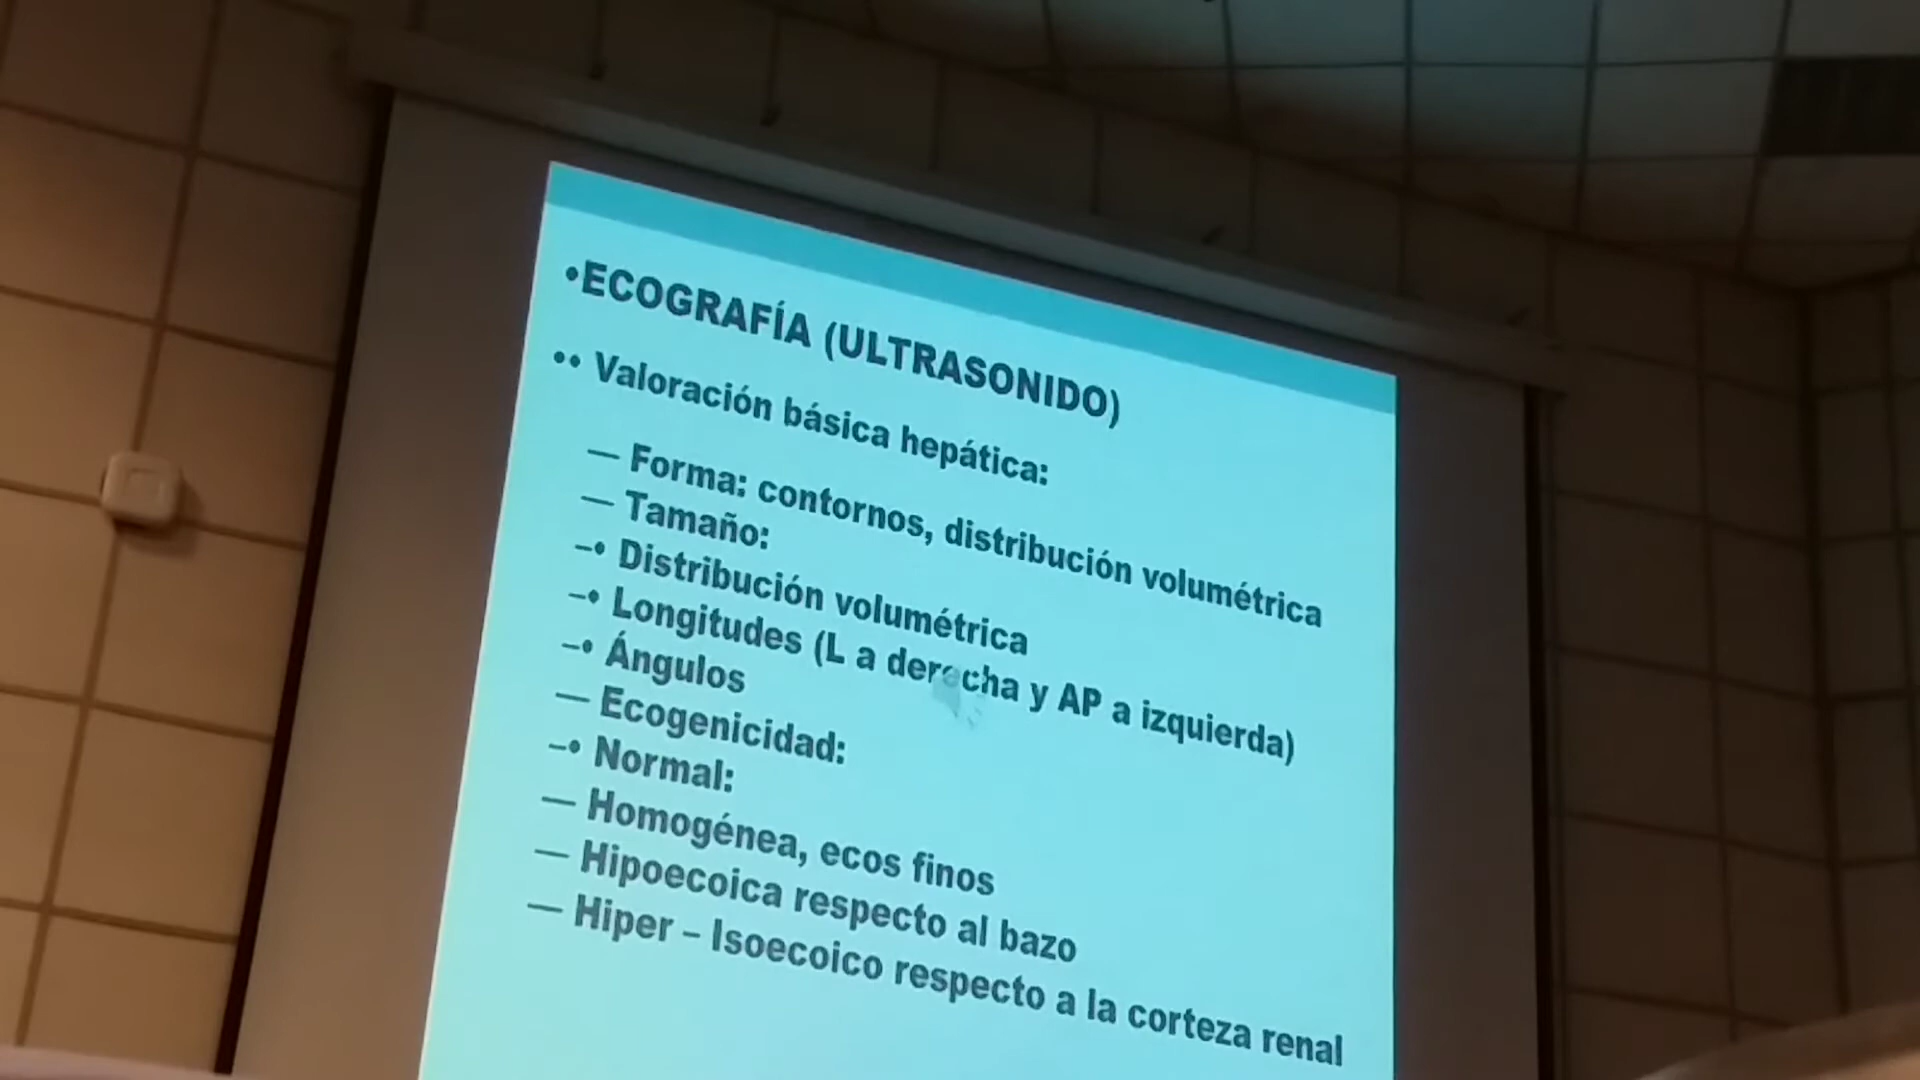 •ECOGRAFÍA (ULTRASONIDO)
•• Valoración básica hepática:
— Forma: contornos, distribución volumétrica
— Tamaño:
–• Distribución volumétrica
–• Longitudes (L a derecha y AP a izquierda)
–• Ángulos
— Ecogenicidad:
–• Normal:
— Homogénea, ecos finos
— Hipoecoica respecto al bazo
— Hiper – Isoecoico respecto a la corteza renal